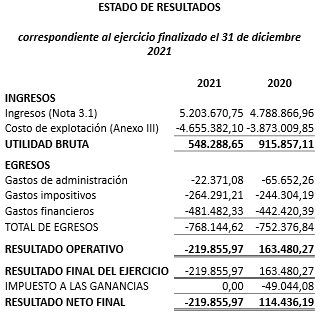 ESTADO DE RESULTADOS
correspondiente al ejercicio finalizado el 31 de diciembre
2021
2021 2020
INGRESOS
Ingresos (Nota 3.1) 5.203.670,75 4.788.866,96
Costo de explotación (Anexo III) -4.655.382,10 -3.873.009,85
UTILIDAD BRUTA 548.288,65 915.857,11
EGRESOS
Gastos de administración -22.371,08 -65.652,26
Gastos impositivos -264.291,21 -244.304,19
Gastos financieros -481.482,33 -442.420,39
TOTAL DE EGRESOS -768.144,62 -752.376,84
RESULTADO OPERATIVO -219.855,97 163.480,27
RESULTADO FINAL DEL EJERCICIO -219.855,97 163.480,27
IMPUESTO A LAS GANANCIAS 0,00 -49.044,08
RESULTADO NETO FINAL -219.855,97 114.436,19